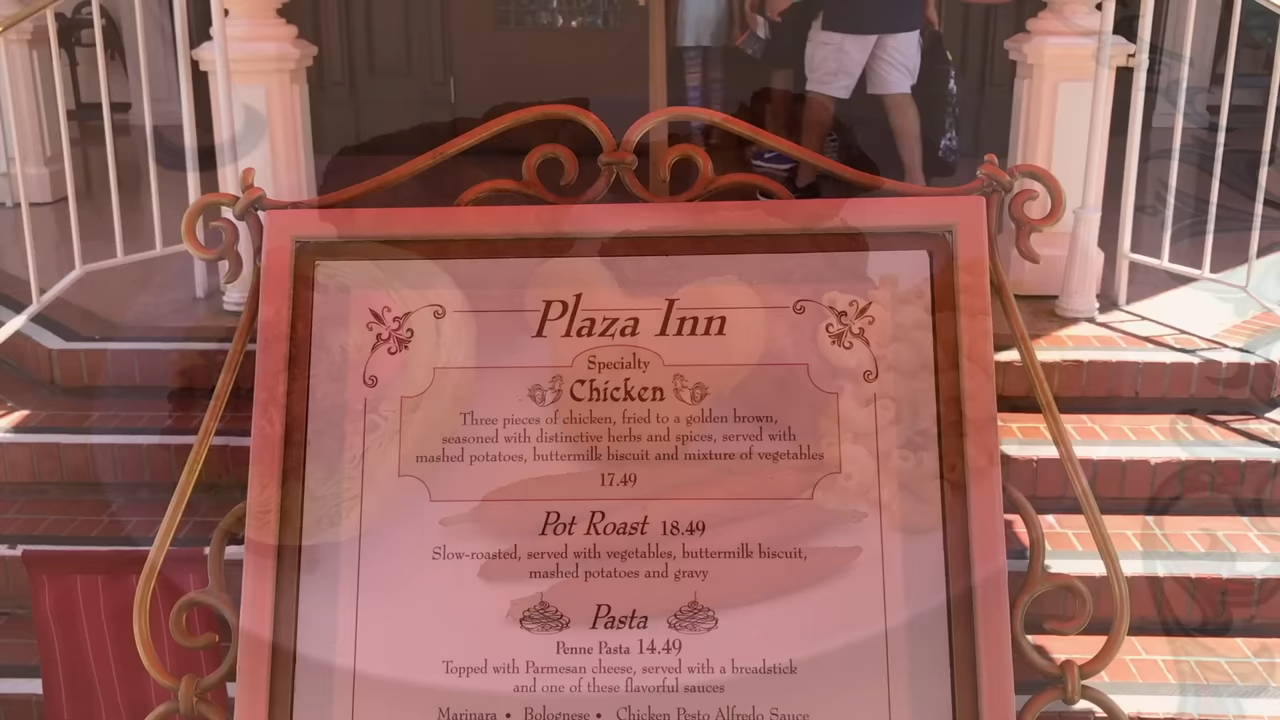 Plaza Inn
Specialty
Chicken
Three pieces of chicken, fried to a golden brown,
seasoned with distinctive herbs and spices, served with
mashed potatoes, buttermilk biscuit and mixture of vegetables
17.49
Pot Roast 18.49
Slow-roasted, served with vegetables, buttermilk biscuit,
mashed potatoes and gravy
Pasta
Penne Pasta 14.49
Topped with Parmesan cheese, served with a breadstick
and one of these flavorful sauces
Marinara • Bolognese • Chicken Pesto Alfredo Sauce